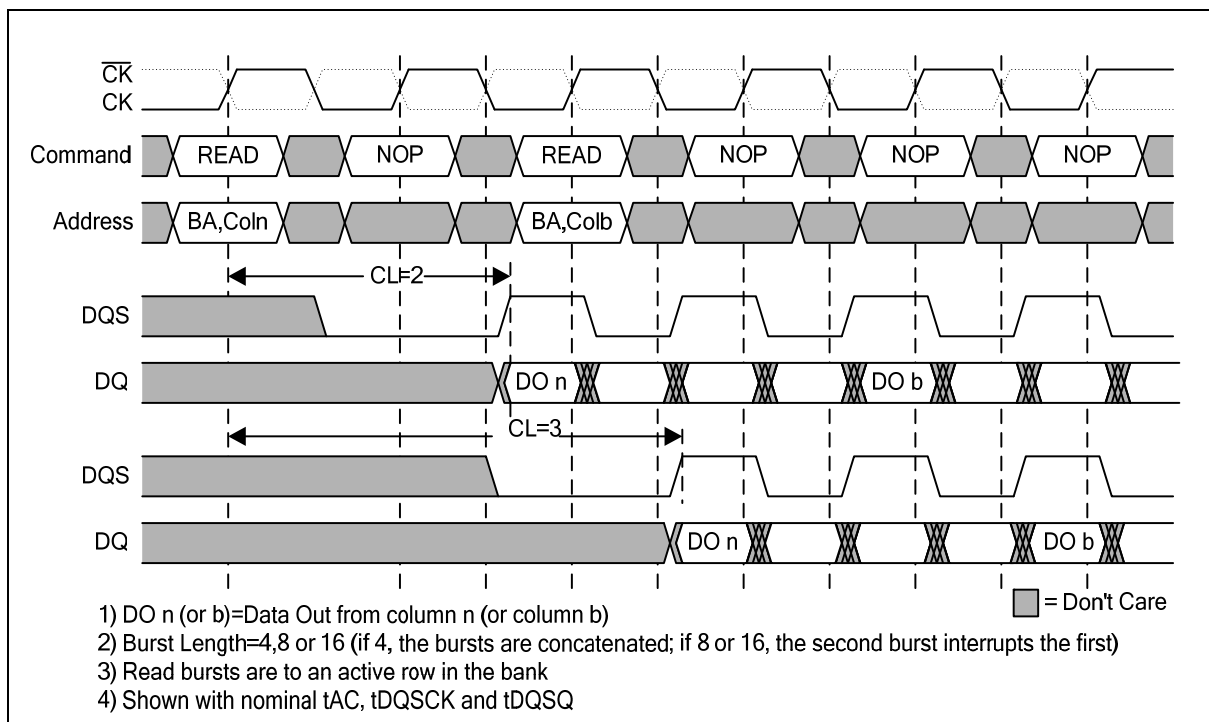 CK
CK
Command READ NOP READ NOP NOP NOP
Address BA,Coln BA,Colb
CL=2
DQS
DQ DO n DO b
CL=3
DQS
DQ DO n DO b
1) DO n (or b)=Data Out from column n (or column b)
= Don't Care
2) Burst Length=4,8 or 16 (if 4, the bursts are concatenated; if 8 or 16, the second burst interrupts the first)
3) Read bursts are to an active row in the bank
4) Shown with nominal tAC, tDQSCK and tDQSQ